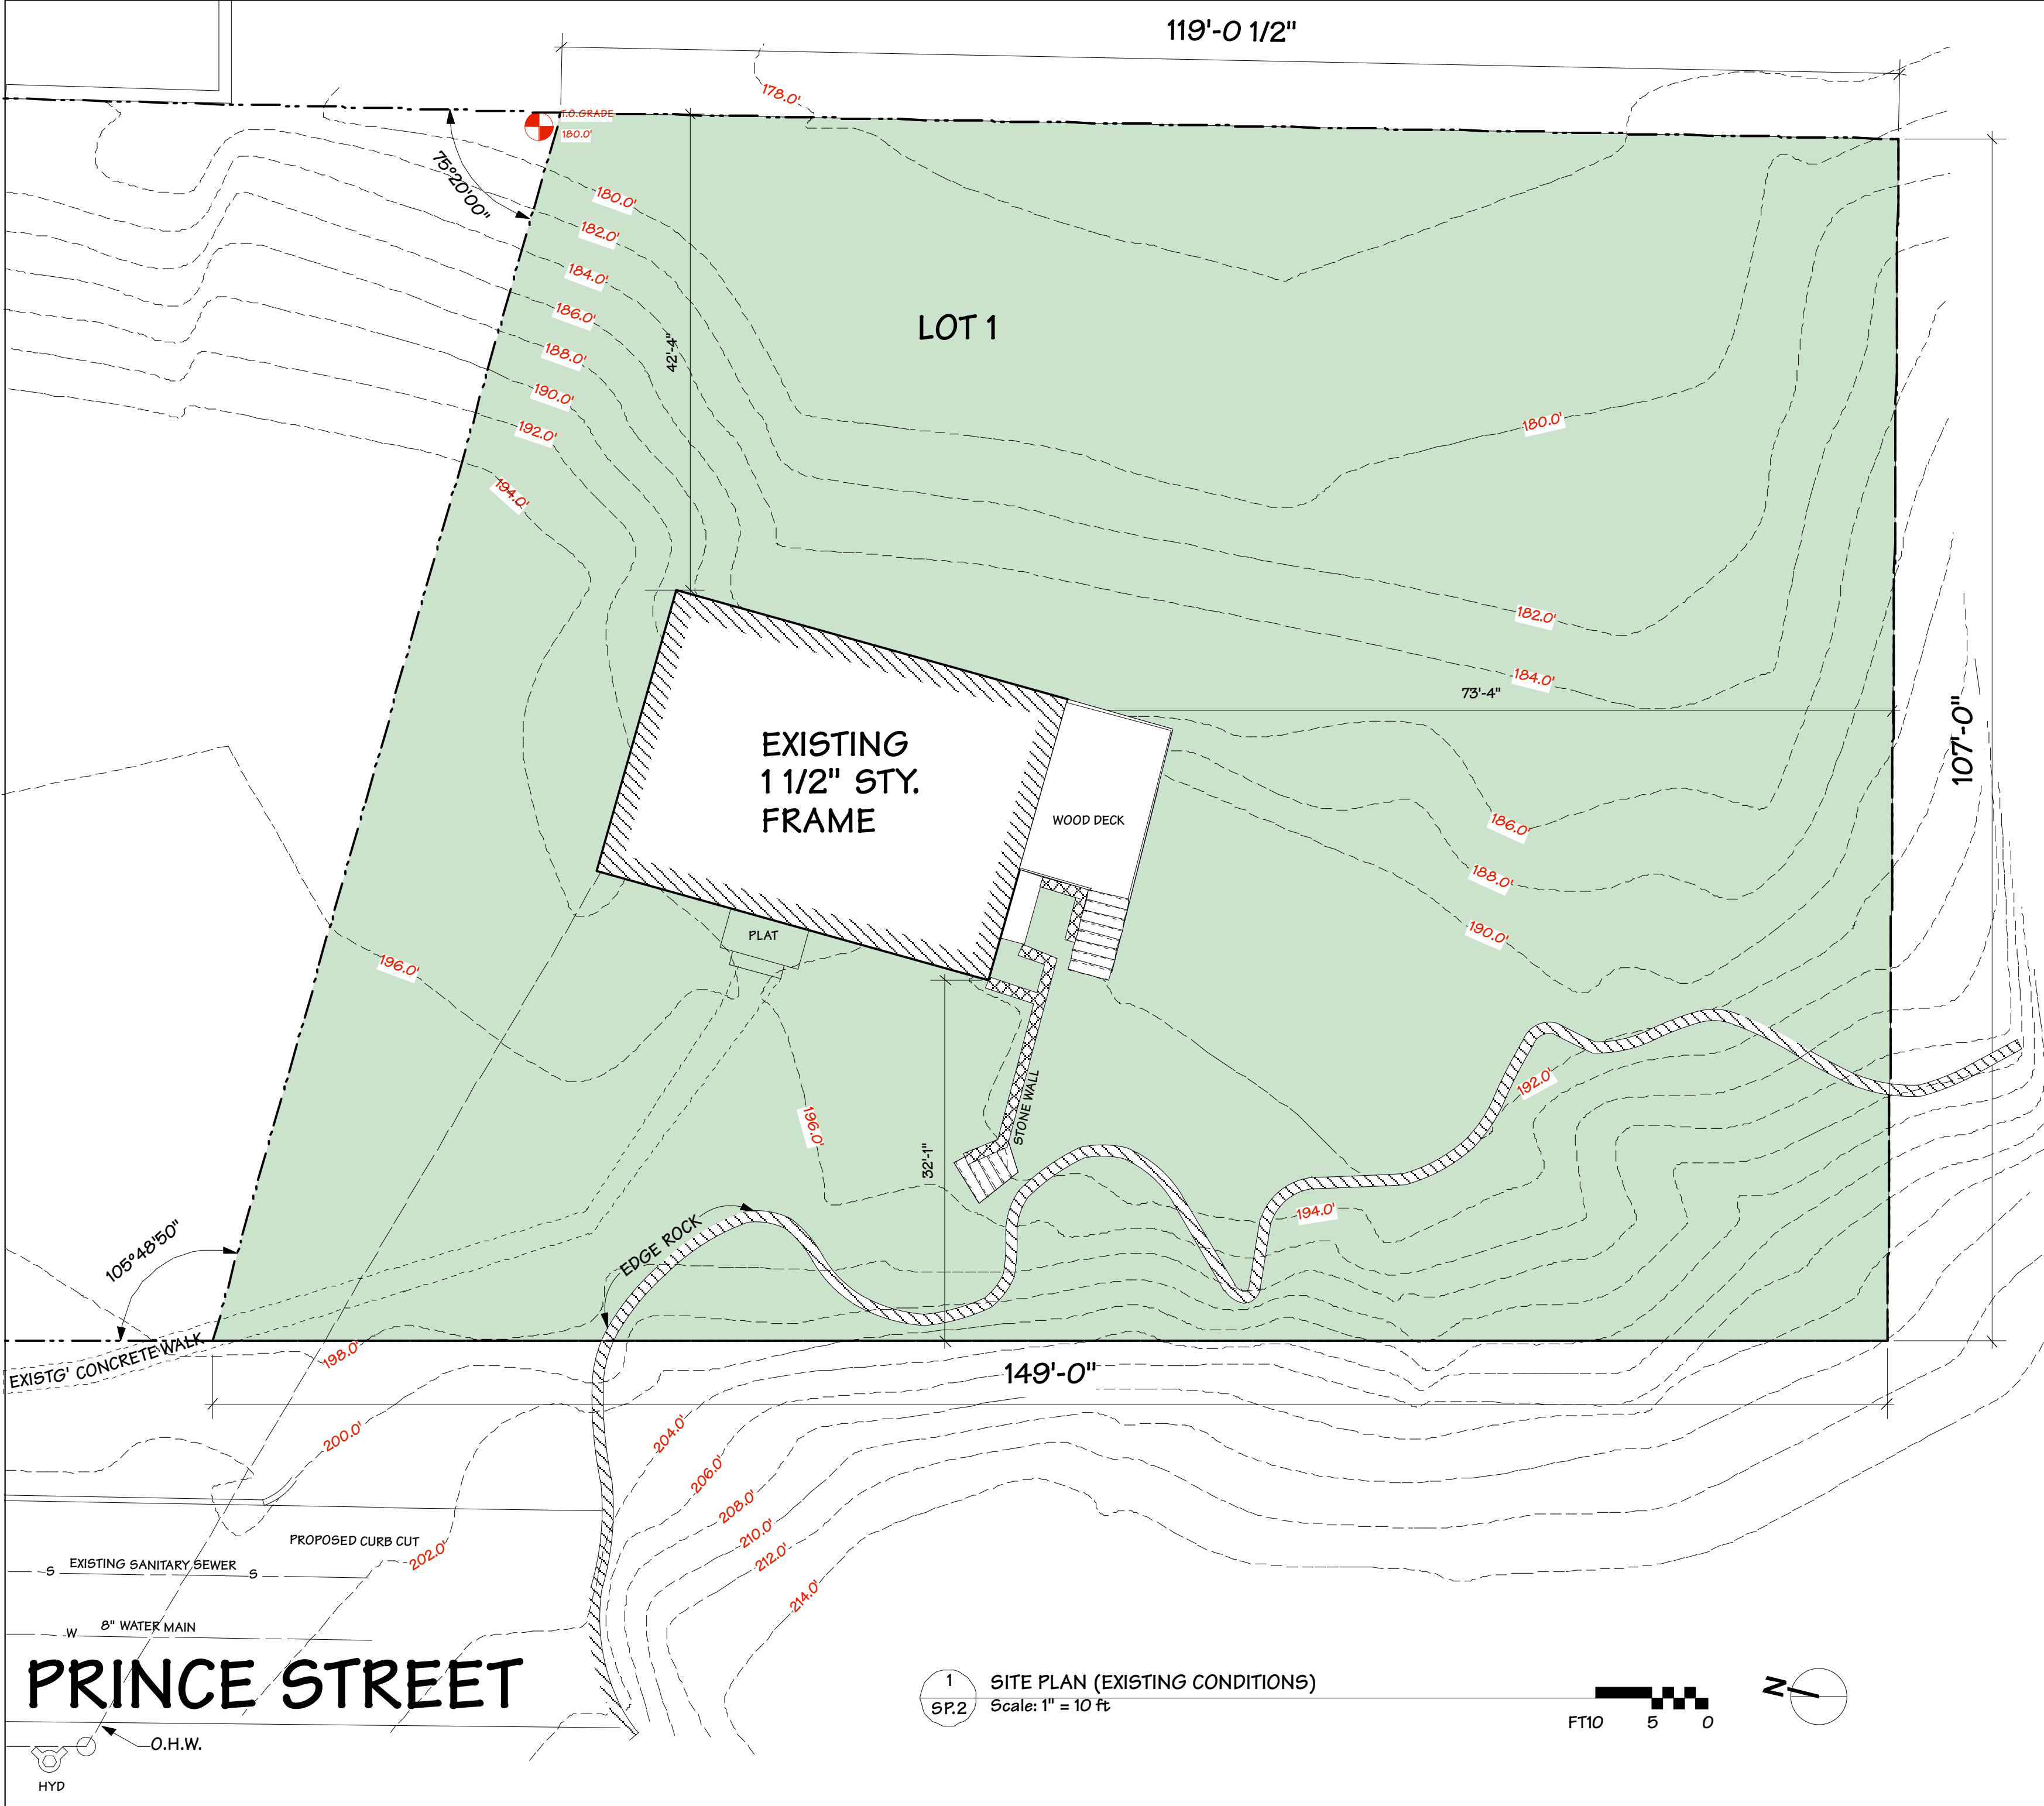 119'-0 1/2"
178.0'
T.O.GRADE
180.0'
75°20'00"
180.0'
182.0'
184.0'
186.0'
188.0'
190.0'
192.0'
194.0'
42'-4"
LOT 1
180.0'
182.0'
184.0'
73'-4"
107'-0"
EXISTING
1 1/2" STY.
FRAME
WOOD DECK
186.0'
188.0'
190.0'
PLAT
196.0'
192.0'
196.0'
STONE WALL
32'-1"
194.0'
EDGE ROCK
105°48'50"
EXISTG' CONCRETE WALK
198.0'
149'-0"
200.0'
204.0'
206.0'
208.0'
210.0'
212.0'
214.0'
202.0'
PROPOSED CURB CUT
S EXISTING SANITARY SEWER S
W 8" WATER MAIN
PRINCE STREET
O.H.W.
HYD
1
SP.2
SITE PLAN (EXISTING CONDITIONS)
Scale: 1" = 10 ft
FT10 5 0
N